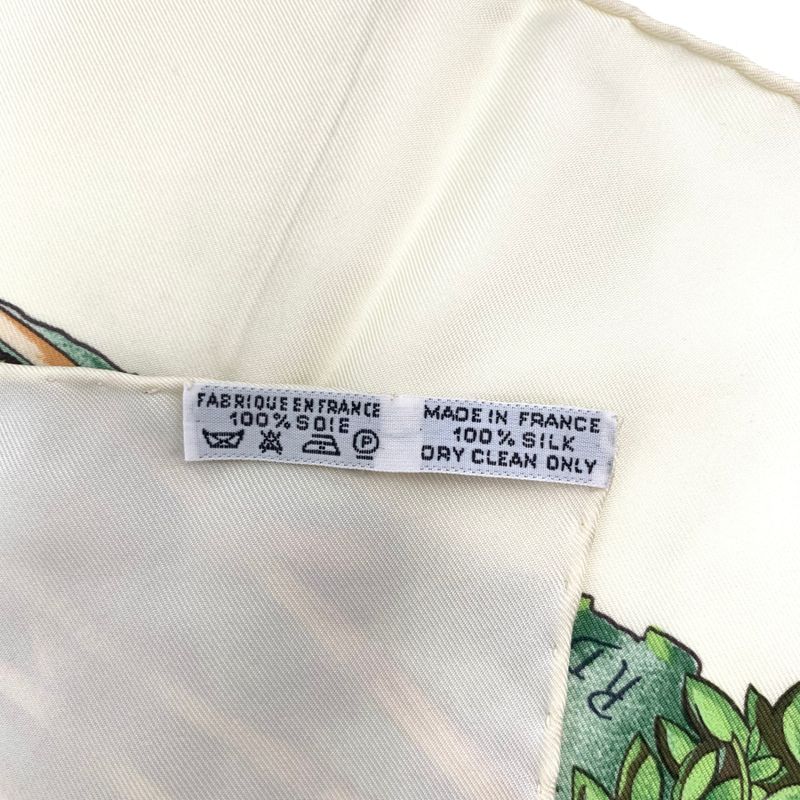 FABRIQUE EN FRANCE
100% SOIE
P
MADE IN FRANCE
100% SILK
DRY CLEAN ONLY